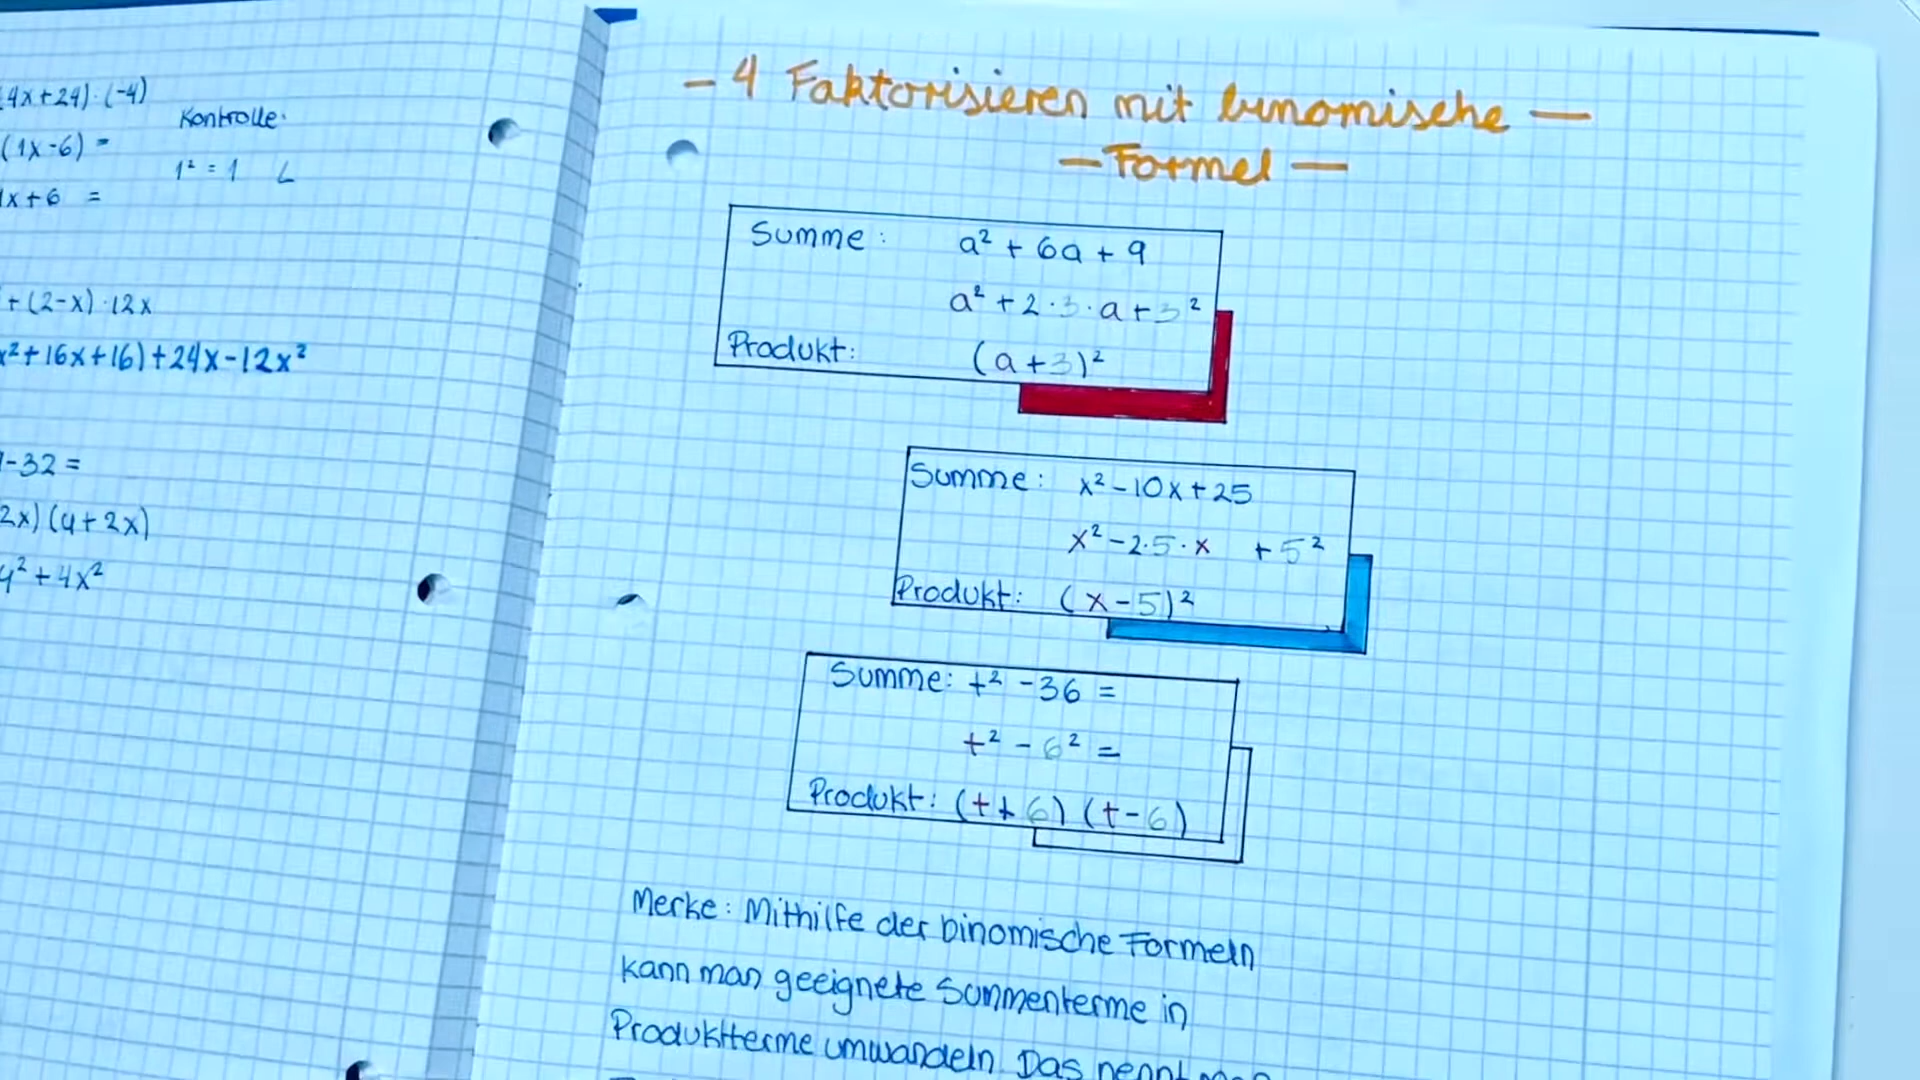 4x+24) · (-4)
Kontrolle:
(1x-6) =
1² = 1
1x+6 =
+(2-x) · 12x
x²+16x+16)+24x-12x²
-32 =
2x) (4+2x)
4²+4x²
- 4 Faktorisieren mit binomische -
- Formel -
Summe: a² + 6a + 9
a² + 2 · 3 · a + 3²
Produkt: (a+3)²
Summe: x² - 10x + 25
x² - 2 · 5 · x + 5²
Produkt: (x-5)²
Summe: t² - 36 =
t² - 6² =
Produkt: (t+6) (t-6)
Merke: Mithilfe der binomische Formeln
kann man geeignete Summenterme in
Produktterme umwandeln. Das nennt man